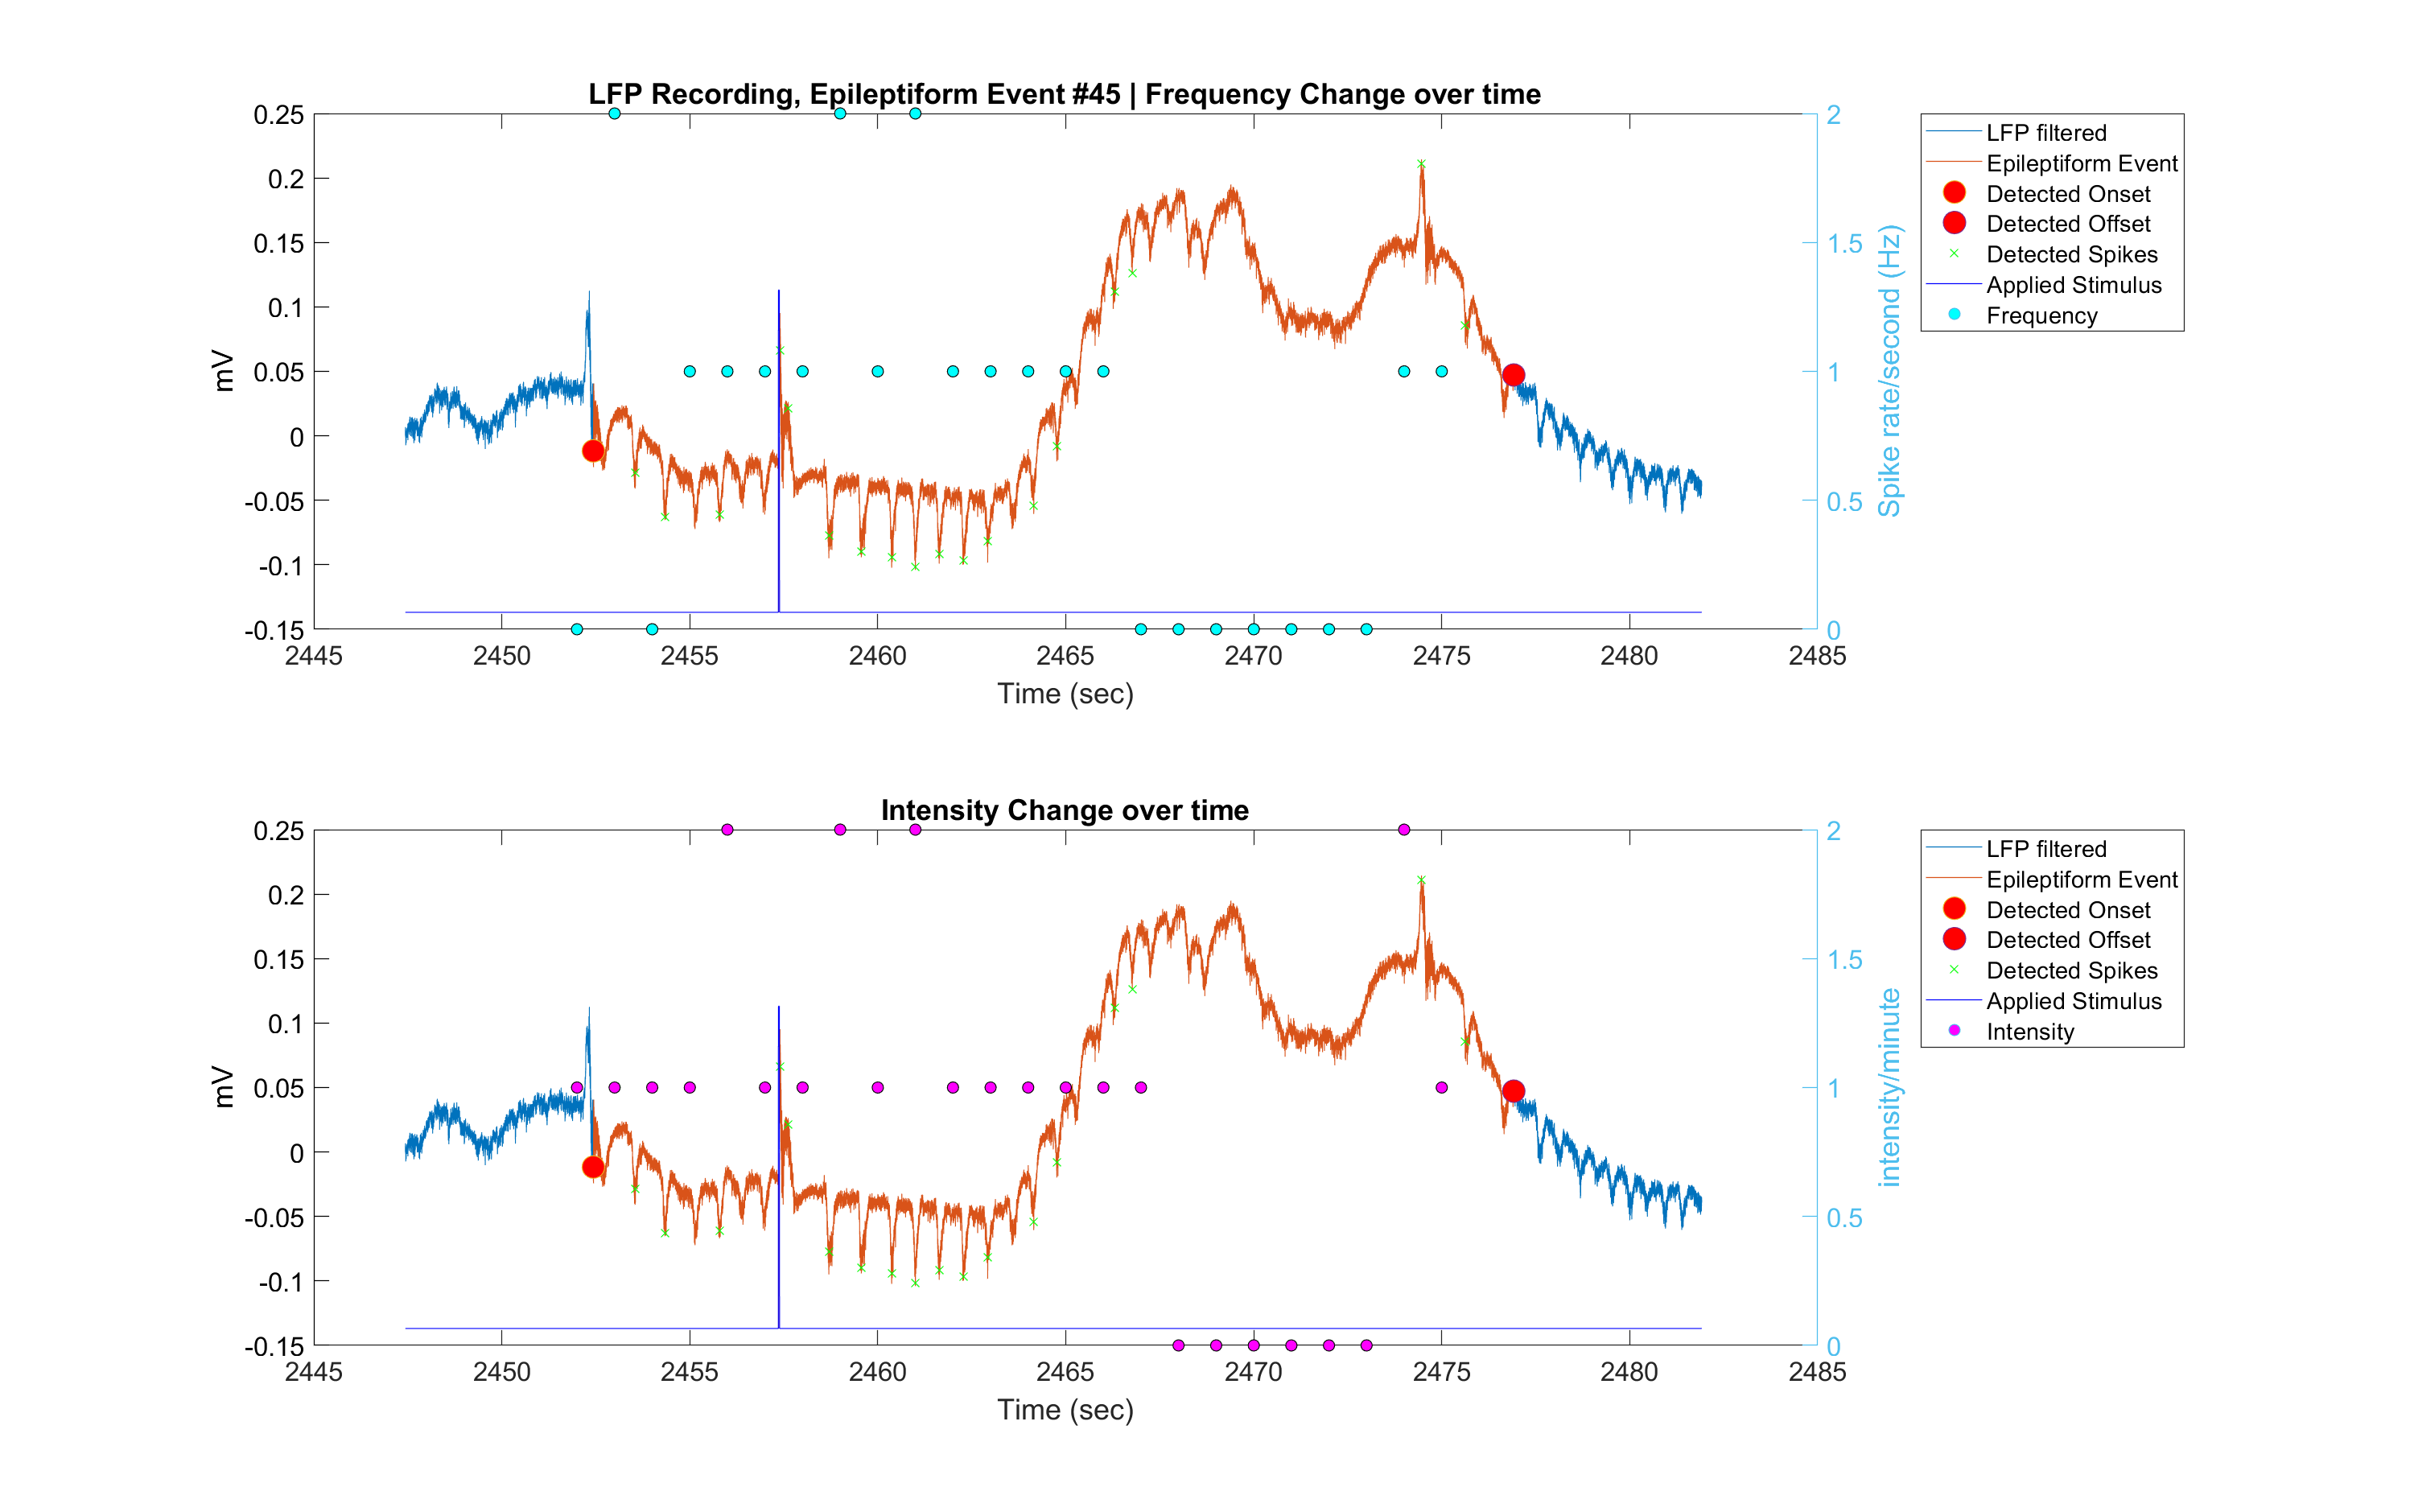 LFP Recording, Epileptiform Event #45 | Frequency Change over time
0.25
0.2
0.15
0.1
0.05
0
-0.05
-0.1
-0.15
mV
2
1.5
1
0.5
0
Spike rate/second (Hz)
2445 2450 2455 2460 2465 2470 2475 2480 2485
Time (sec)
LFP filtered
Epileptiform Event
Detected Onset
Detected Offset
Detected Spikes
Applied Stimulus
Frequency
Intensity Change over time
0.25
0.2
0.15
0.1
0.05
0
-0.05
-0.1
-0.15
mV
2
1.5
1
0.5
0
intensity/minute
2445 2450 2455 2460 2465 2470 2475 2480 2485
Time (sec)
LFP filtered
Epileptiform Event
Detected Onset
Detected Offset
Detected Spikes
Applied Stimulus
Intensity